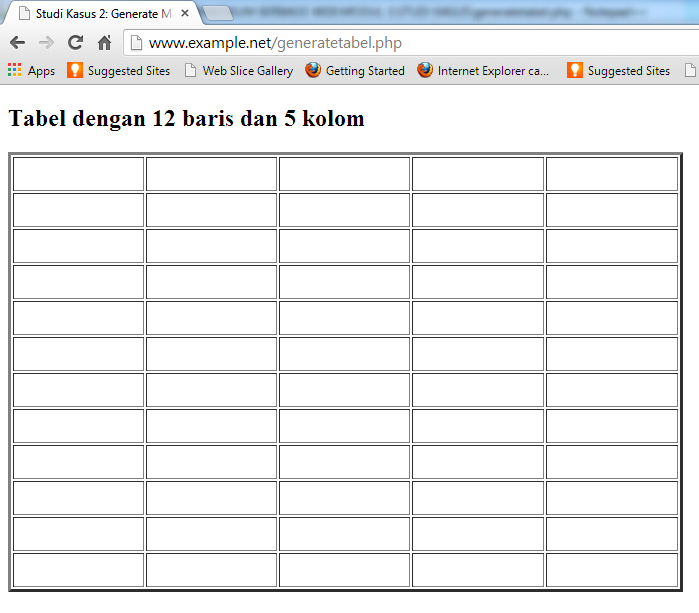 Studi Kasus 2: Generate M
www.example.net/generatetabel.php
Apps Suggested Sites Web Slice Gallery Getting Started Internet Explorer ca... Suggested Sites
Tabel dengan 12 baris dan 5 kolom